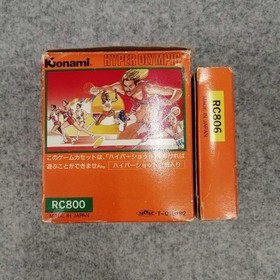 Konami
HYPER OLYMPIC
このゲームカセットは、「ハイパーショット」がなければ
遊ぶことができません。
ハイパーショット
RC800
MADE IN JAPAN
RC806
MADE IN JAPAN